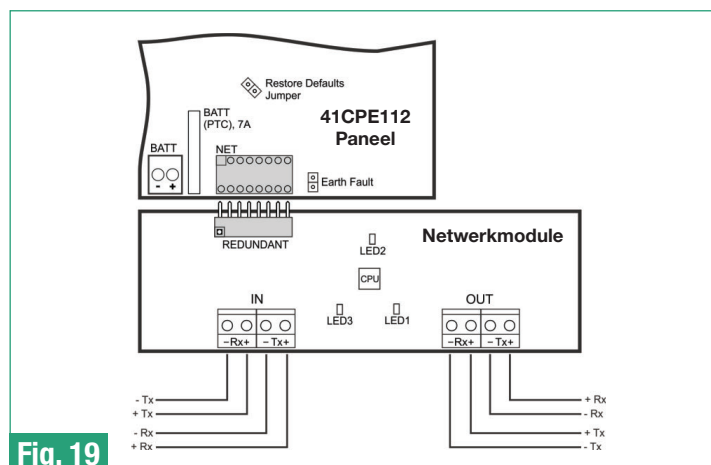 Restore Defaults
Jumper
BATT
(PTC), 7A
41CPE112
Paneel
BATT
NET
- +
Earth Fault
REDUNDANT
Netwerkmodule
LED2
CPU
IN
OUT
LED3
LED1
−Rx+ −Tx+
−Rx+ −Tx+
- Tx
+ Tx
- Rx
+ Rx
+ Rx
- Rx
+ Tx
- Tx
Fig. 19